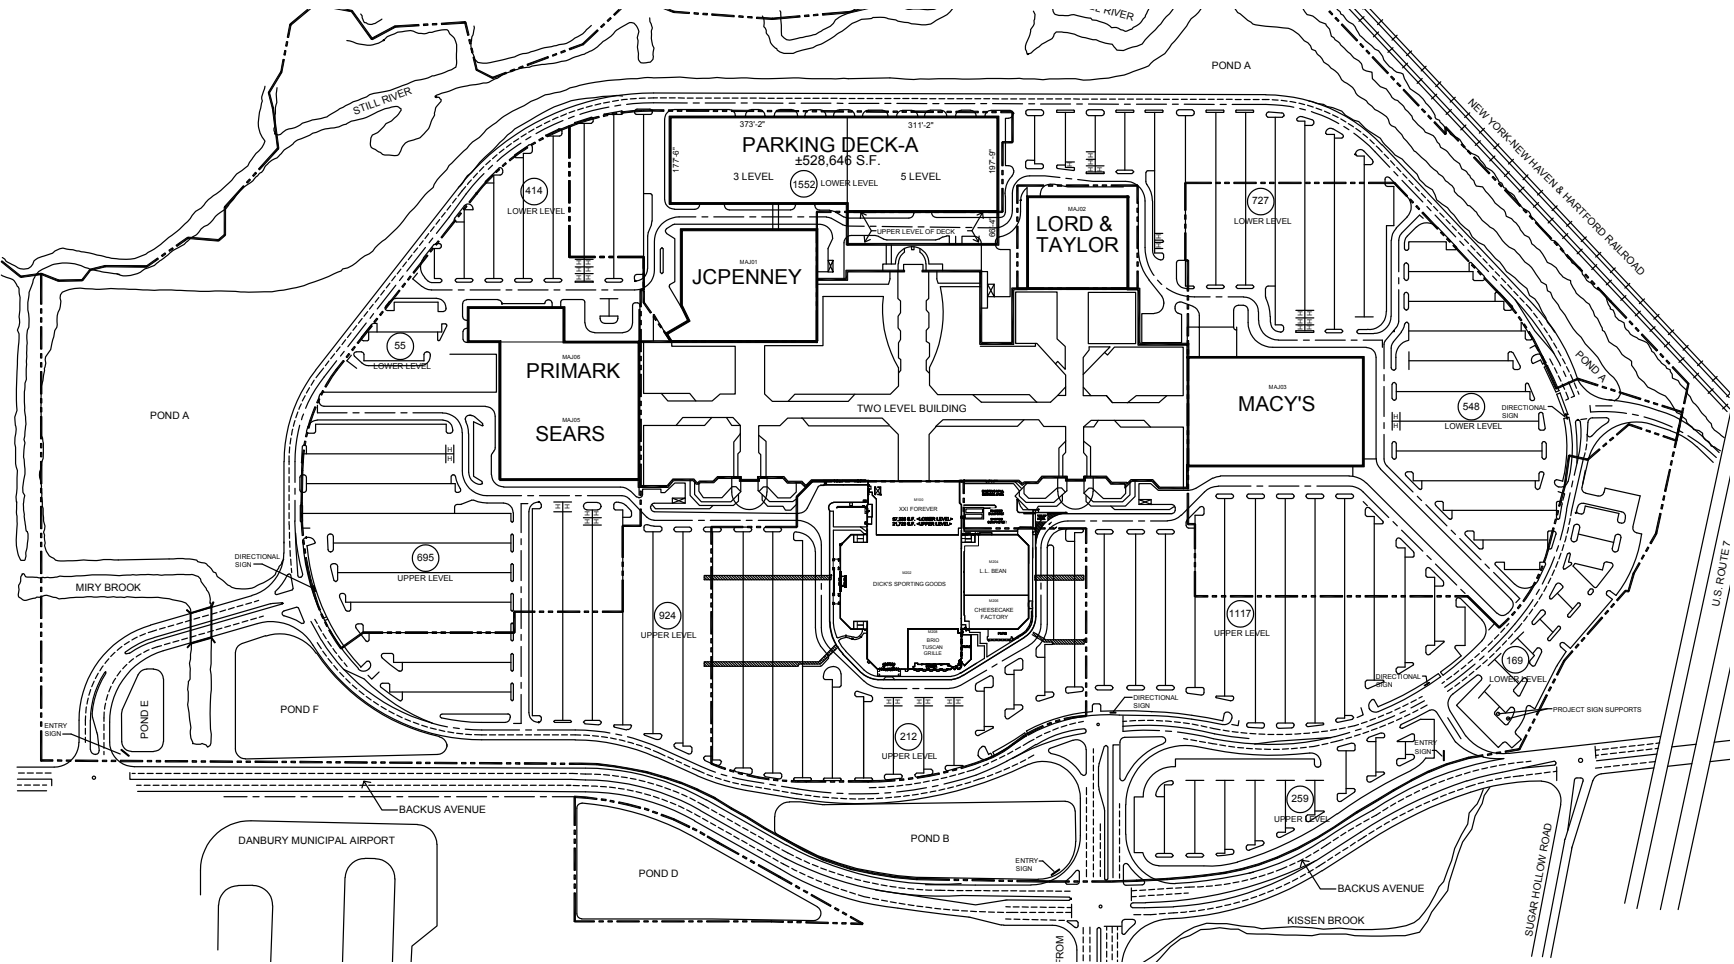 LL RIVER
POND A
NEW YORK-NEW HAVEN & HARTFORD RAILROAD
STILL RIVER
373'-2"
311'-2"
PARKING DECK-A
±528,646 S.F.
177'-6"
197'-9"
3 LEVEL
1552
LOWER LEVEL
5 LEVEL
414
LOWER LEVEL
727
LOWER LEVEL
MAJ02
LORD &
TAYLOR
UPPER LEVEL OF DECK
66'-4"
MAJ01
JCPENNEY
55
LOWER LEVEL
MAJ06
PRIMARK
POND A
MAJ03
MACY'S
POND A
TWO LEVEL BUILDING
548
LOWER LEVEL
DIRECTIONAL
SIGN
POND A
MAJ05
SEARS
XXI FOREVER
695
UPPER LEVEL
DIRECTIONAL
SIGN
MIRY BROOK
DICK'S SPORTING GOODS
L.L. BEAN
CHEESECAKE
FACTORY
BRIO
TUSCAN
GRILLE
924
UPPER LEVEL
1117
UPPER LEVEL
U.S. ROUTE 7
169
LOWER LEVEL
DIRECTIONAL
SIGN
DIRECTIONAL
SIGN
PROJECT SIGN SUPPORTS
POND E
POND F
ENTRY
SIGN
212
UPPER LEVEL
ENTRY
SIGN
259
UPPER LEVEL
BACKUS AVENUE
DANBURY MUNICIPAL AIRPORT
POND B
POND D
ENTRY
SIGN
BACKUS AVENUE
KISSEN BROOK
SUGAR HOLLOW ROAD
FROM